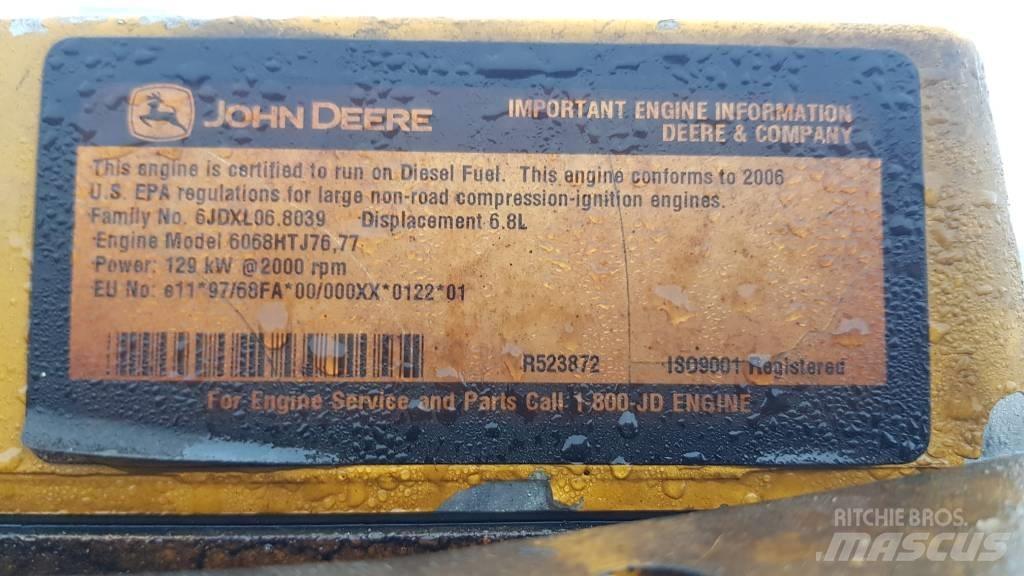 JOHN DEERE
IMPORTANT ENGINE INFORMATION
DEERE & COMPANY
This engine is certified to run on Diesel Fuel. This engine conforms to 2006
U.S. EPA regulations for large non-road compression-ignition engines.
Family No. 6JDXL06.8039 Displacement 6.8L
Engine Model 6068HTJ76,77
Power: 129 kW @2000 rpm
EU No: e11*97/68FA*00/000XX*0122*01
R523872 ISO9001 Registered
For Engine Service and Parts Call 1-800-JD ENGINE
RITCHIE BROS.
MASCUS